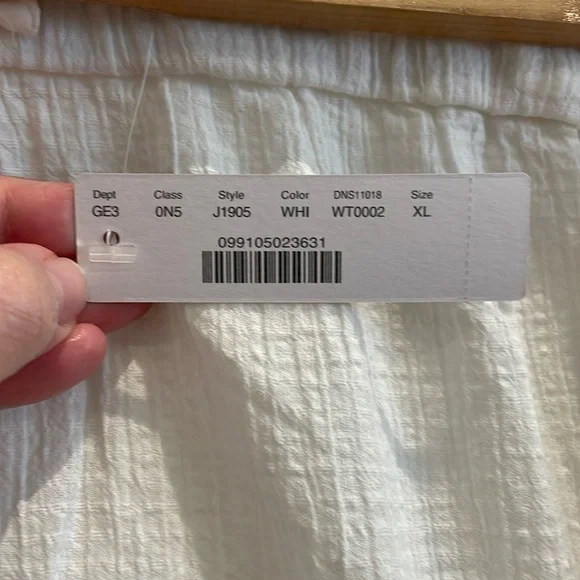 Dept Class Style Color DNS11018 Size
GE3 0N5 J1905 WHI WT0002 XL
099105023631